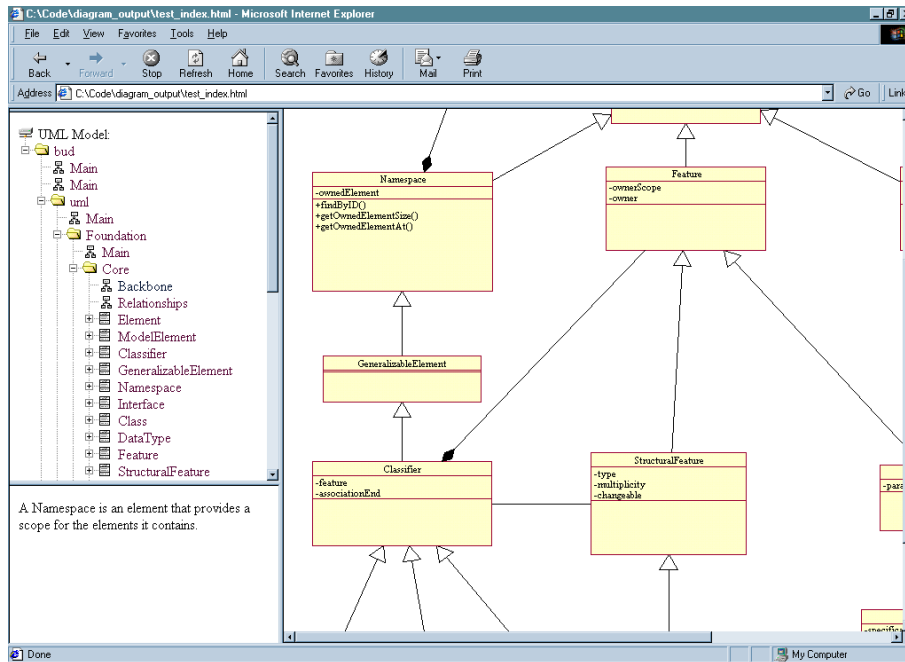 C:\Code\diagram_output\test_index.html - Microsoft Internet Explorer
File Edit View Favorites Tools Help
Back Forward Stop Refresh Home Search Favorites History Mail Print
Address C:\Code\diagram_output\test_index.html Go Link
UML Model:
bud
Main
Main
uml
Main
Foundation
Main
Core
Backbone
Relationships
Element
ModelElement
Classifier
GeneralizableElement
Namespace
Interface
Class
DataType
Feature
StructuralFeature
A Namespace is an element that provides a
scope for the elements it contains.
Namespace
-ownedElement
+findByID()
+getOwnedElementSize()
+getOwnedElementAt()
Feature
-ownerScope
-owner
GeneralizableElement
Classifier
-feature
-associationEnd
StructuralFeature
-type
-multiplicity
-changeable
-para
-specifica
Done My Computer